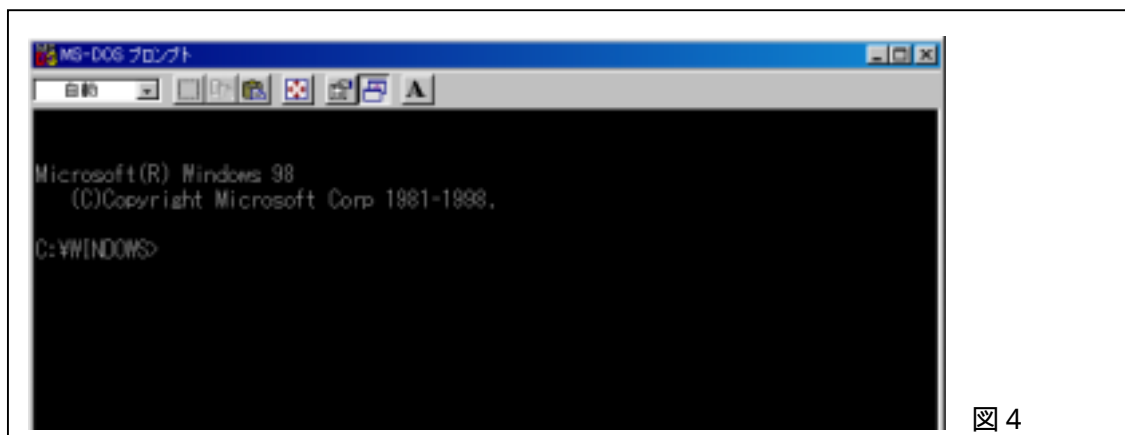 MS-DOS プロンプト
自動
A
Microsoft(R) Windows 98
(C)Copyright Microsoft Corp 1981-1998.
C:¥WINDOWS>
図4